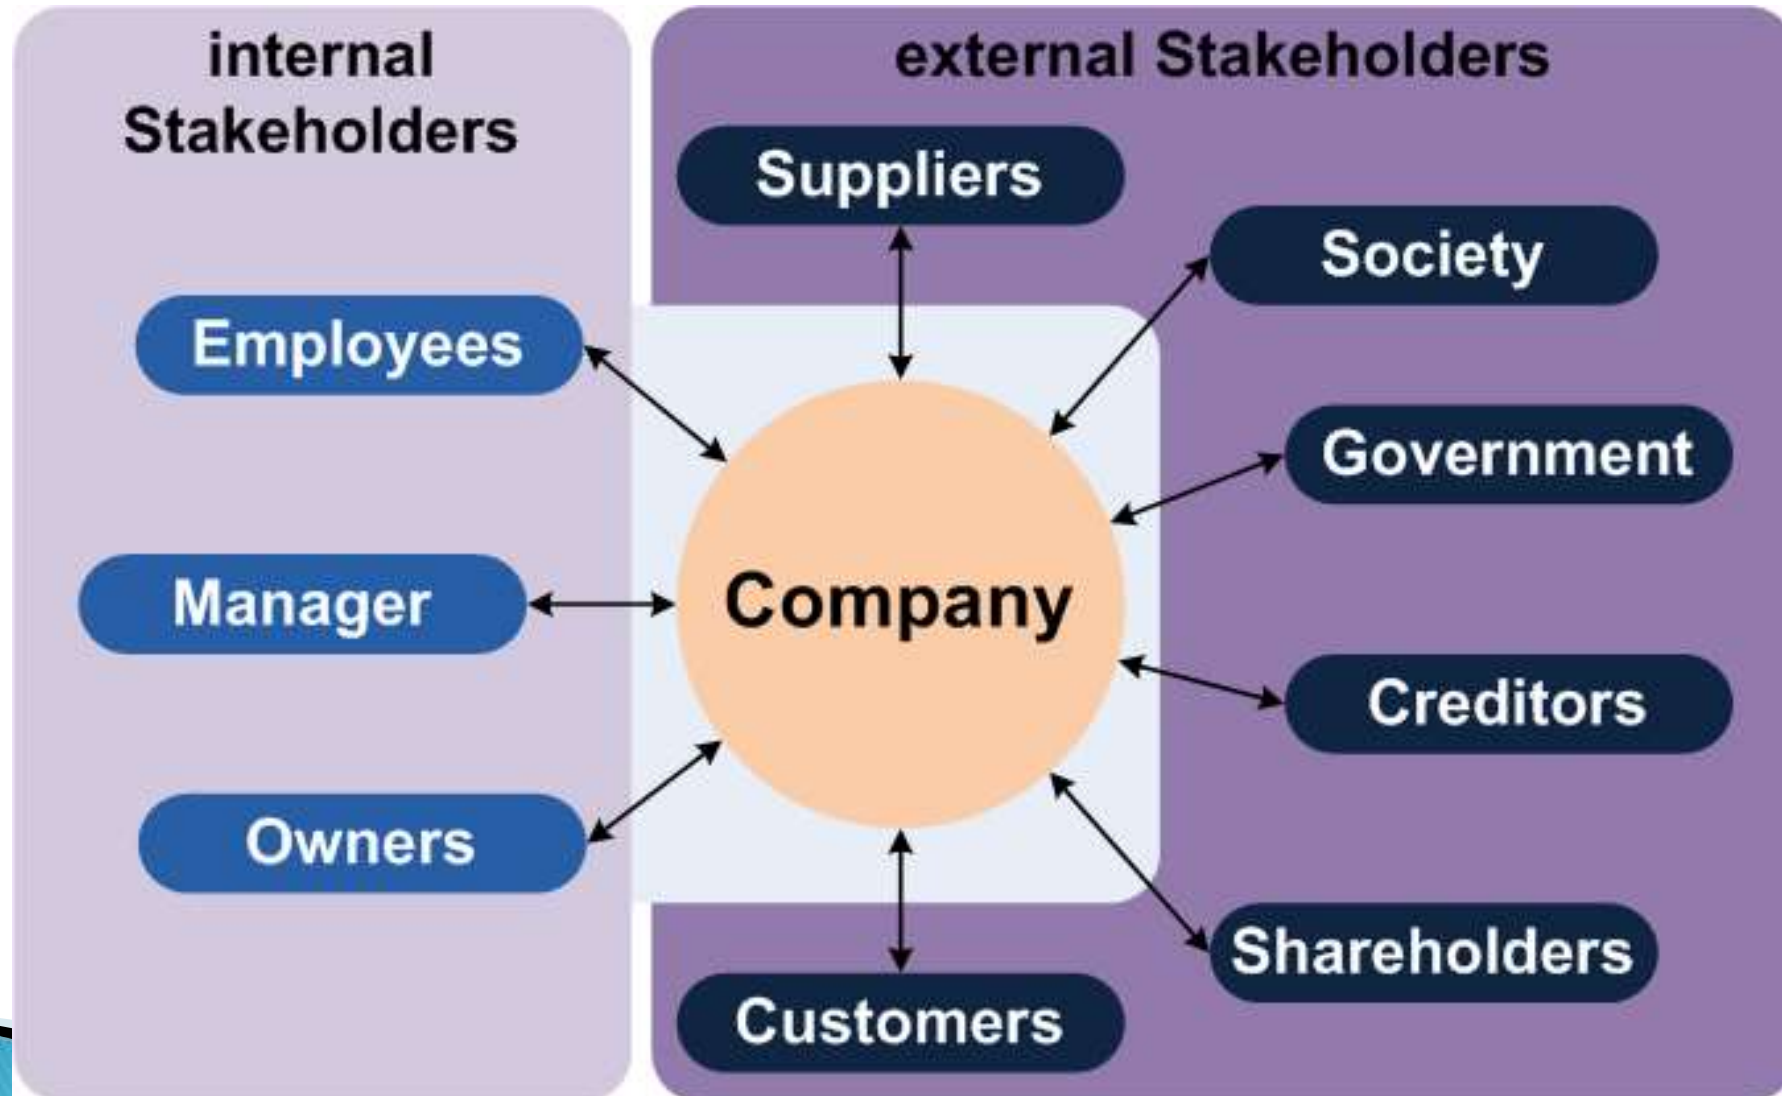 internal
Stakeholders
external Stakeholders
Suppliers
Society
Employees
Government
Manager
Company
Creditors
Owners
Shareholders
Customers